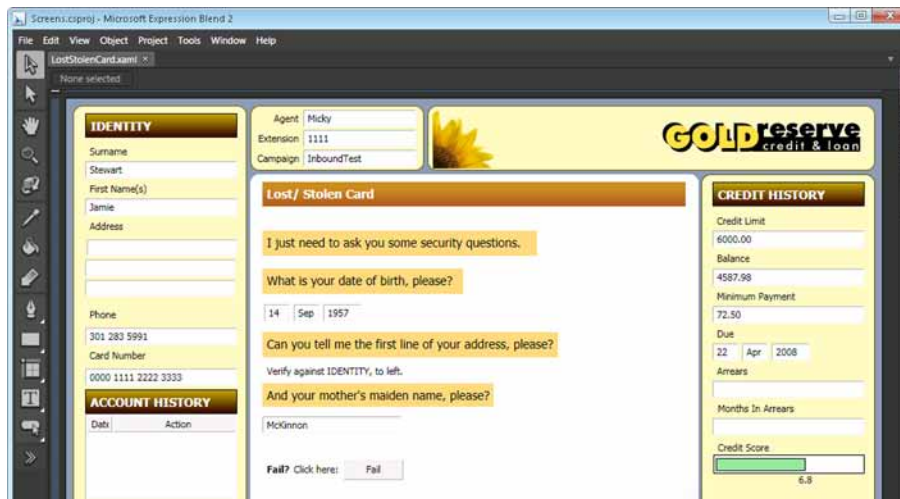 Screens.csproj - Microsoft Expression Blend 2
File Edit View Object Project Tools Window Help
LostStolenCard.xaml ×
None selected
IDENTITY
Surname
Stewart
First Name(s)
Jamie
Address
Phone
301 283 5991
Card Number
0000 1111 2222 3333
ACCOUNT HISTORY
Date Action
Agent Micky
Extension 1111
Campaign InboundTest
GOLDreserve
credit & loan
Lost/ Stolen Card
I just need to ask you some security questions.
What is your date of birth, please?
14 Sep 1957
Can you tell me the first line of your address, please?
Verify against IDENTITY, to left.
And your mother's maiden name, please?
McKinnon
Fail? Click here: Fail
CREDIT HISTORY
Credit Limit
6000.00
Balance
4587.98
Minimum Payment
72.50
Due
22 Apr 2008
Arrears
Months In Arrears
Credit Score
6.8